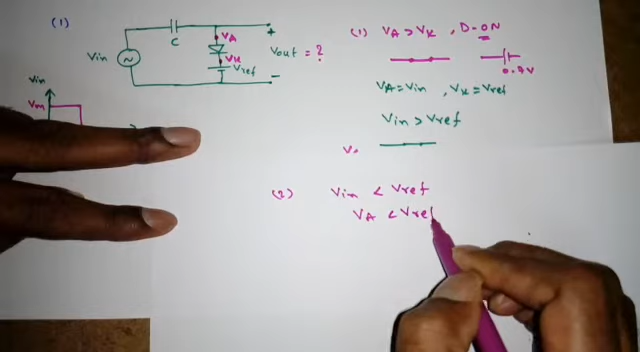 (1)
C
VA
VK
Vref
Vin
+
Vout = ?
-
Vin
Vm
(1) VA > VK , D-ON
0.7V
VA = Vin , VK = Vref
Vin > Vref
(2) Vin < Vref
VA < Vref